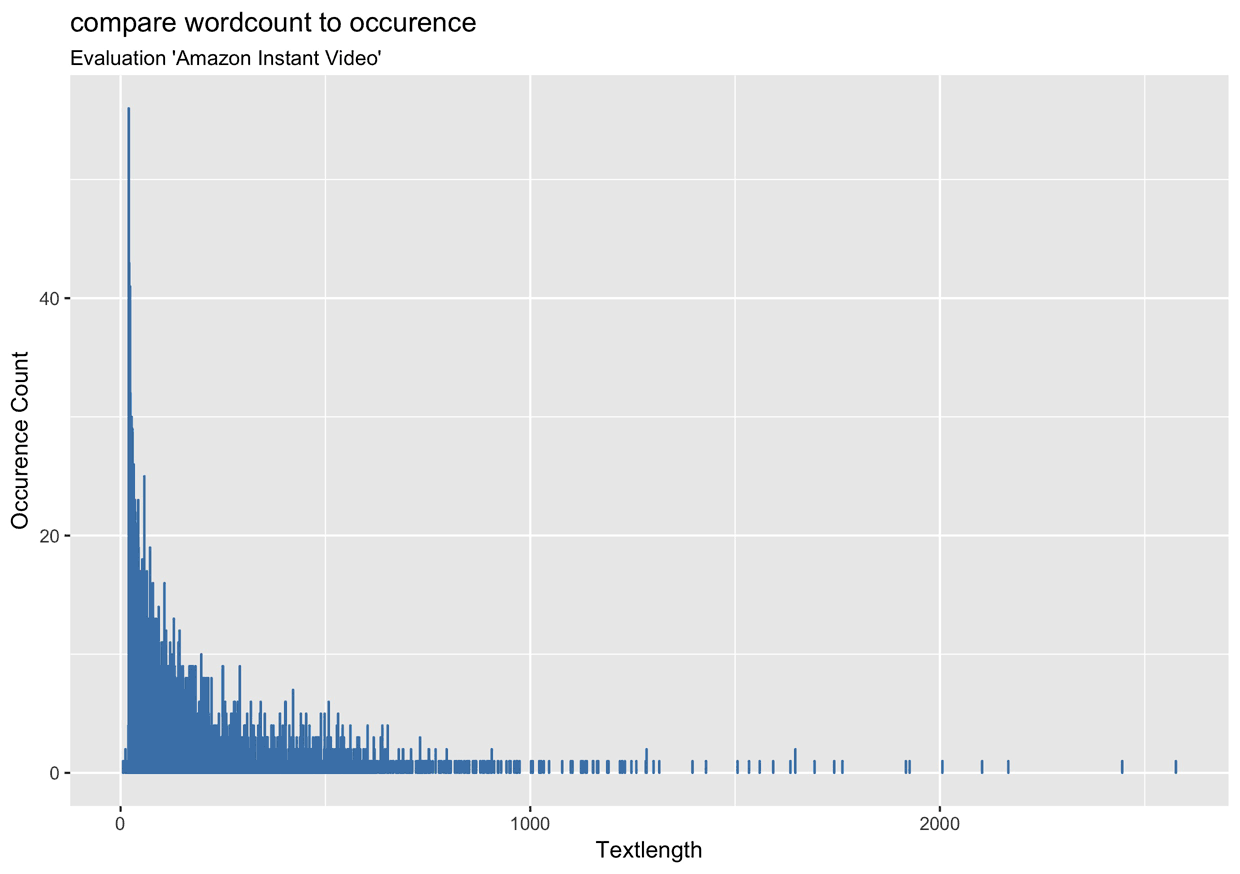 compare wordcount to occurence
Evaluation 'Amazon Instant Video'
40
20
0
Occurence Count
0
1000
2000
Textlength